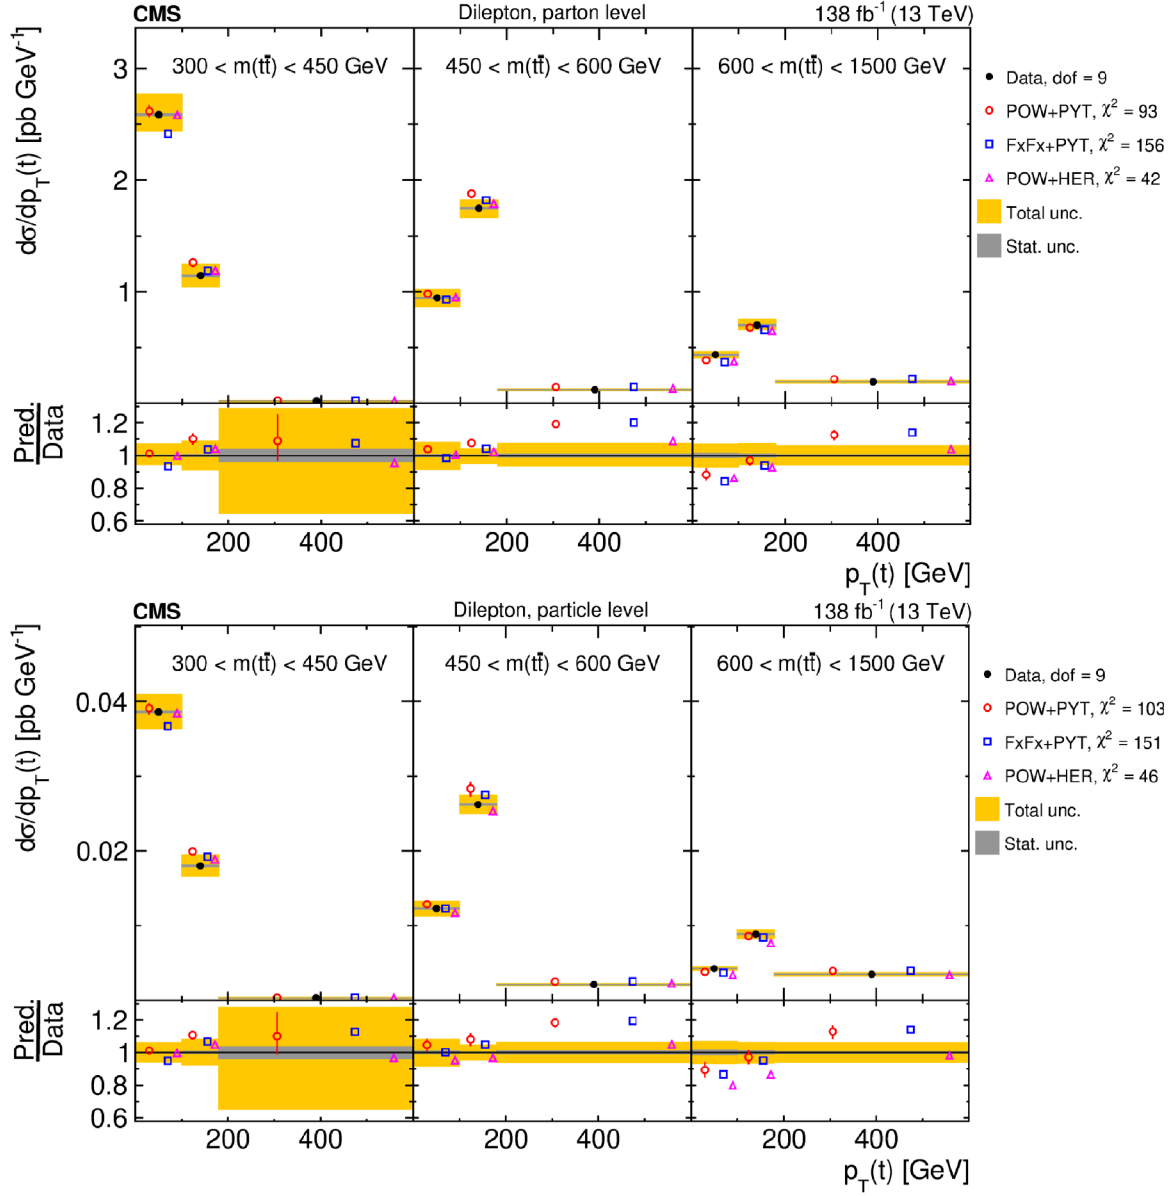 CMS Dilepton, parton level 138 fb⁻¹ (13 TeV)
dσ/dp_T(t) [pb GeV⁻¹]
300 < m(tt̄) < 450 GeV 450 < m(tt̄) < 600 GeV 600 < m(tt̄) < 1500 GeV
3
2
1
Data, dof = 9
POW+PYT, χ² = 93
FxFx+PYT, χ² = 156
POW+HER, χ² = 42
Total unc.
Stat. unc.
Pred.
Data
1.2
1
0.8
0.6
200 400 200 400 200 400
p_T(t) [GeV]
CMS Dilepton, particle level 138 fb⁻¹ (13 TeV)
dσ/dp_T(t) [pb GeV⁻¹]
300 < m(tt̄) < 450 GeV 450 < m(tt̄) < 600 GeV 600 < m(tt̄) < 1500 GeV
0.04
0.02
Data, dof = 9
POW+PYT, χ² = 103
FxFx+PYT, χ² = 151
POW+HER, χ² = 46
Total unc.
Stat. unc.
Pred.
Data
1.2
1
0.8
0.6
200 400 200 400 200 400
p_T(t) [GeV]